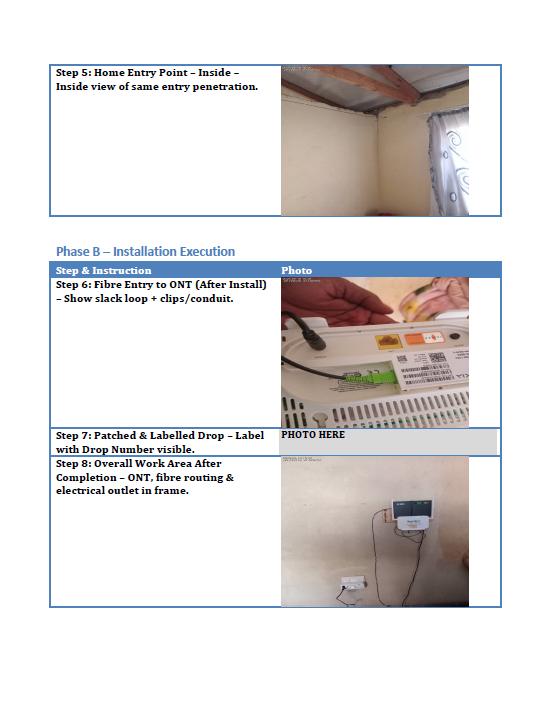 Step 5: Home Entry Point – Inside –
Inside view of same entry penetration.
Phase B – Installation Execution
Step & Instruction
Photo
Step 6: Fibre Entry to ONT (After Install)
– Show slack loop + clips/conduit.
Step 7: Patched & Labelled Drop – Label
with Drop Number visible.
PHOTO HERE
Step 8: Overall Work Area After
Completion – ONT, fibre routing &
electrical outlet in frame.